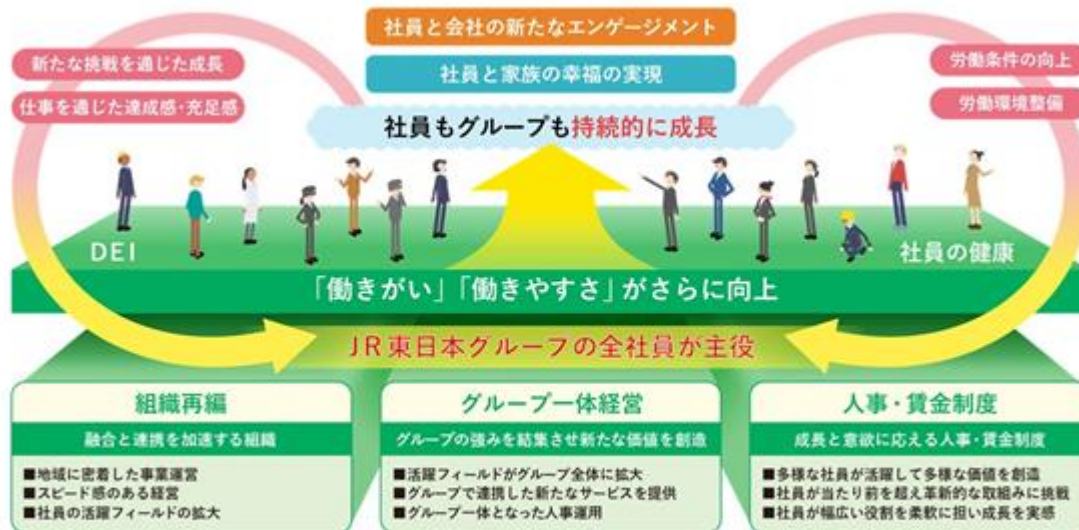 社員と会社の新たなエンゲージメント
社員と家族の幸福の実現
社員もグループも持続的に成長
新たな挑戦を通じた成長
仕事を通じた達成感・充足感
労働条件の向上
労働環境整備
DEI
社員の健康
「働きがい」「働きやすさ」がさらに向上
JR東日本グループの全社員が主役
組織再編
融合と連携を加速する組織
■地域に密着した事業運営
■スピード感のある経営
■社員の活躍フィールドの拡大
グループ一体経営
グループの強みを結集させ新たな価値を創造
■活躍フィールドがグループ全体に拡大
■グループで連携した新たなサービスを提供
■グループ一体となった人事運用
人事・賃金制度
成長と意欲に応える人事・賃金制度
■多様な社員が活躍して多様な価値を創造
■社員が当たり前を超え革新的な取組みに挑戦
■社員が幅広い役割を柔軟に担い成長を実感